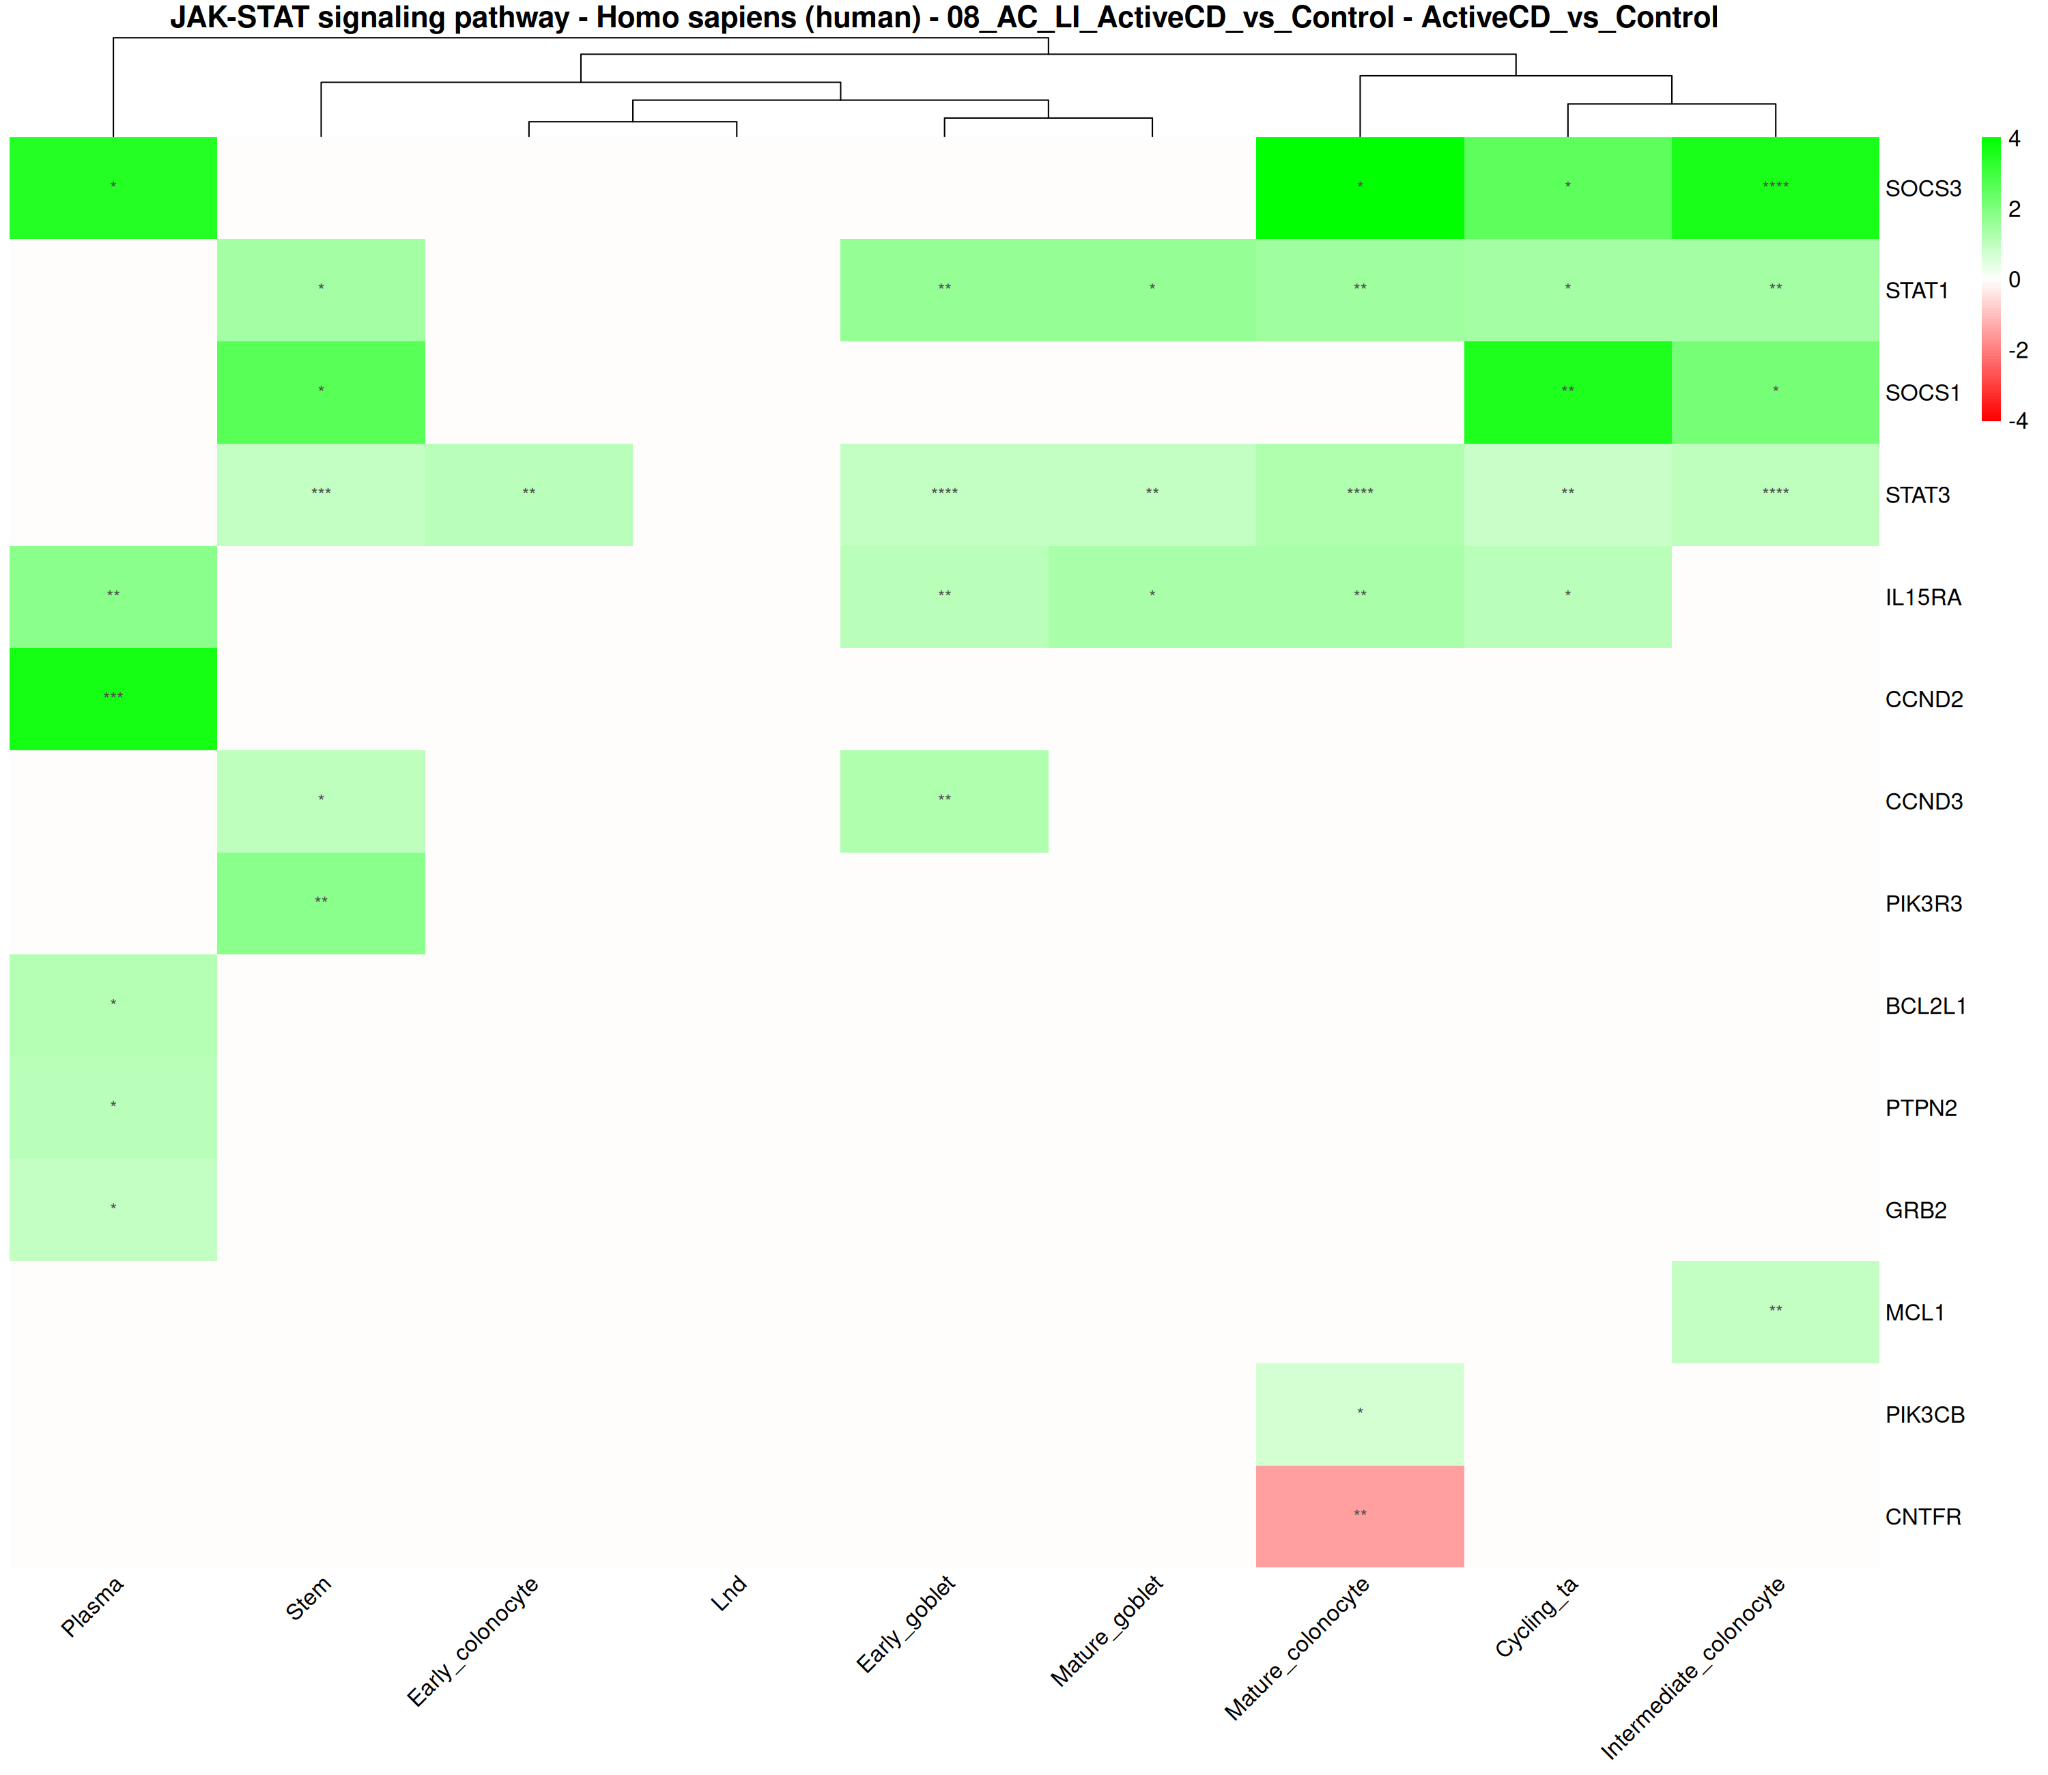 JAK-STAT signaling pathway - Homo sapiens (human) - 08_AC_LI_ActiveCD_vs_Control - ActiveCD_vs_Control
4
2
0
-2
-4
* * * **** SOCS3
* ** * ** * ** STAT1
* ** * SOCS1
*** ** **** ** **** ** **** STAT3
** ** * ** * IL15RA
*** CCND2
* ** CCND3
** PIK3R3
* BCL2L1
* PTPN2
* GRB2
** MCL1
* PIK3CB
** CNTFR
Plasma
Stem
Early_colonocyte
Lnd
Early_goblet
Mature_goblet
Mature_colonocyte
Cycling_ta
Intermediate_colonocyte